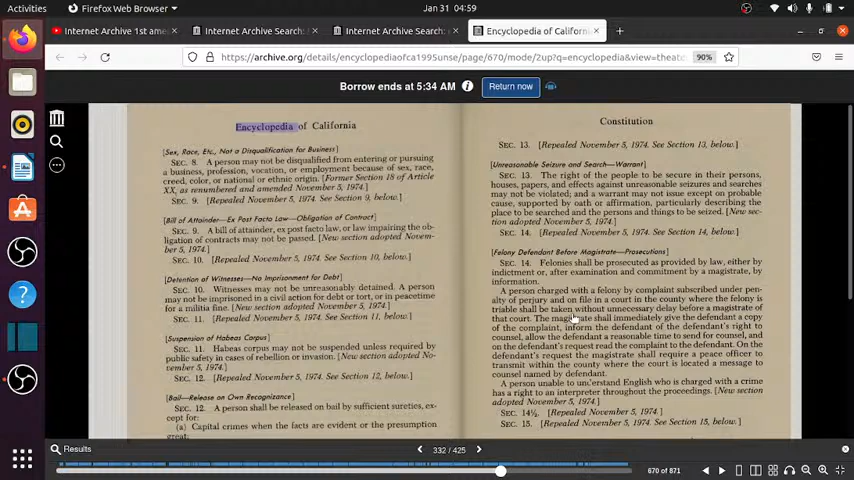 Activities
Firefox Web Browser
Jan 31 04:59
Internet Archive 1st ame
Internet Archive Search:
Internet Archive Search:
Encyclopedia of Californi
https://archive.org/details/encyclopediaofca1995unse/page/670/mode/2up?q=encyclopedia&view=theat
90%
Borrow ends at 5:34 AM
Return now
Encyclopedia of California
[Sex, Race, Etc., Not a Disqualification for Business]
SEC. 8. A person may not be disqualified from entering or pursuing
a business, profession, vocation, or employment because of sex, race,
creed, color, or national or ethnic origin. [Former Section 18 of Article
XX, as renumbered and amended November 5, 1974.]
SEC. 9. [Repealed November 5, 1974. See Section 9, below.]
[Bill of Attainder—Ex Post Facto Law—Obligation of Contract]
SEC. 9. A bill of attainder, ex post facto law, or law impairing the ob-
ligation of contracts may not be passed. [New section adopted Novem-
ber 5, 1974.]
SEC. 10. [Repealed November 5, 1974. See Section 10, below.]
[Detention of Witnesses—No Imprisonment for Debt]
SEC. 10. Witnesses may not be unreasonably detained. A person
may not be imprisoned in a civil action for debt or tort, or in peacetime
for a militia fine. [New section adopted November 5, 1974.]
SEC. 11. [Repealed November 5, 1974. See Section 11, below.]
[Suspension of Habeas Corpus]
SEC. 11. Habeas corpus may not be suspended unless required by
public safety in cases of rebellion or invasion. [New section adopted No-
vember 5, 1974.]
SEC. 12. [Repealed November 5, 1974. See Section 12, below.]
[Bail—Release on Own Recognizance]
SEC. 12. A person shall be released on bail by sufficient sureties, ex-
cept for:
(a) Capital crimes when the facts are evident or the presumption
great;
Constitution
SEC. 13. [Repealed November 5, 1974. See Section 13, below.]
[Unreasonable Seizure and Search—Warrant]
SEC. 13. The right of the people to be secure in their persons,
houses, papers, and effects against unreasonable seizures and searches
may not be violated; and a warrant may not issue except on probable
cause, supported by oath or affirmation, particularly describing the
place to be searched and the persons and things to be seized. [New sec-
tion adopted November 5, 1974.]
SEC. 14. [Repealed November 5, 1974. See Section 14, below.]
[Felony Defendant Before Magistrate—Prosecutions]
SEC. 14. Felonies shall be prosecuted as provided by law, either by
indictment or, after examination and commitment by a magistrate, by
information.
A person charged with a felony by complaint subscribed under pen-
alty of perjury and on file in a court in the county where the felony is
triable shall be taken without unnecessary delay before a magistrate of
that court. The magistrate shall immediately give the defendant a copy
of the complaint, inform the defendant of the defendant's right to
counsel, allow the defendant a reasonable time to send for counsel, and
on the defendant's request read the complaint to the defendant. On the
defendant's request the magistrate shall require a peace officer to
transmit within the county where the court is located a message to
counsel named by defendant.
A person unable to understand English who is charged with a crime
has a right to an interpreter throughout the proceedings. [New section
adopted November 5, 1974.]
SEC. 14½. [Repealed November 5, 1974.]
SEC. 15. [Repealed November 5, 1974. See Section 15, below.]
Results
332 / 425
670 of 871